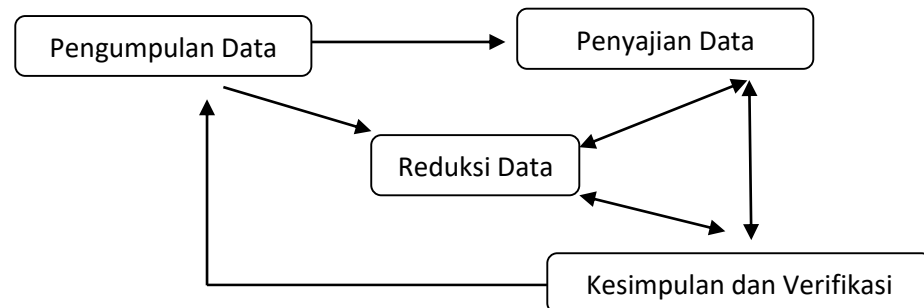 Pengumpulan Data
Penyajian Data
Reduksi Data
Kesimpulan dan Verifikasi